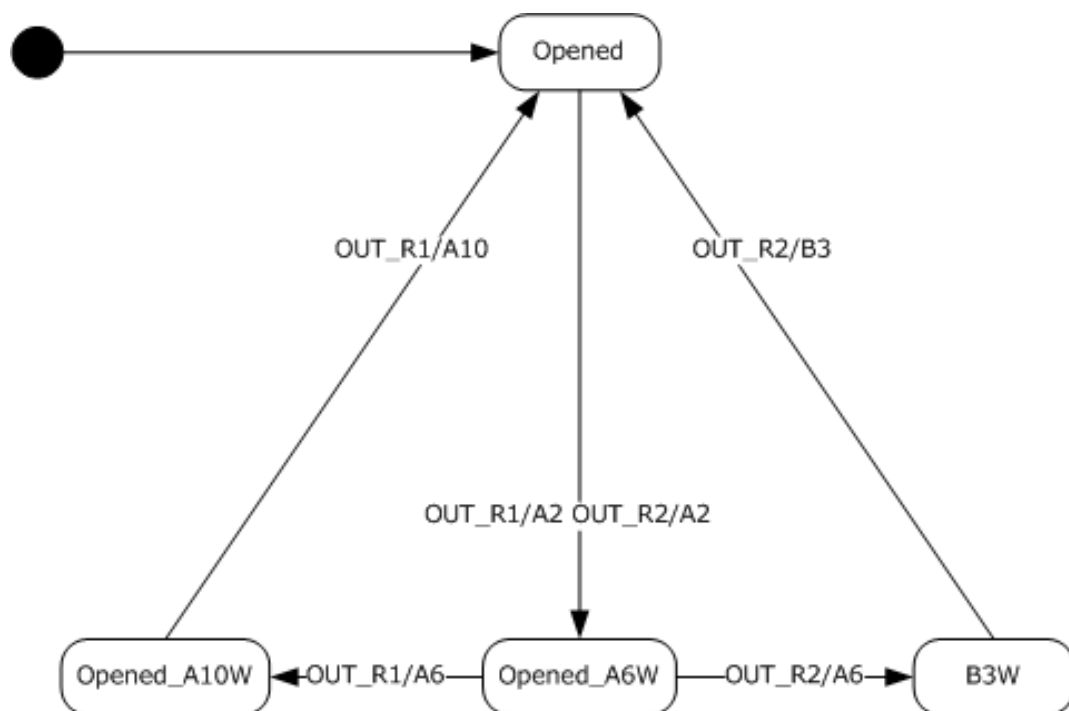 Opened
OUT_R1/A10
OUT_R2/B3
OUT_R1/A2 OUT_R2/A2
Opened_A10W
OUT_R1/A6
Opened_A6W
OUT_R2/A6
B3W